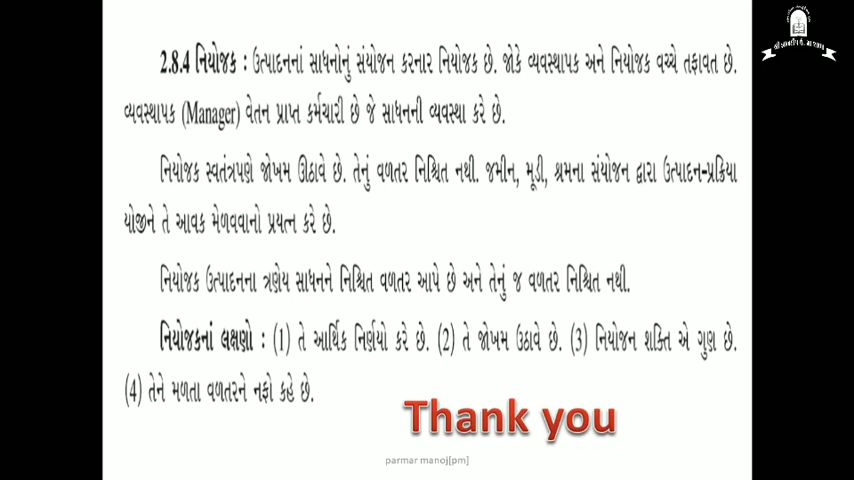 2.8.4 નિયોજક : ઉત્પાદનનાં સાધનોનું સંયોજન કરનાર નિયોજક છે. જોકે વ્યવસ્થાપક અને નિયોજક વચ્ચે તફાવત છે.
વ્યવસ્થાપક (Manager) વેતન પ્રાપ્ત કર્મચારી છે જે સાધનની વ્યવસ્થા કરે છે.
નિયોજક સ્વતંત્રપણે જોખમ ઊઠાવે છે. તેનું વળતર નિશ્ચિત નથી. જમીન, મૂડી, શ્રમના સંયોજન દ્વારા ઉત્પાદન-પ્રક્રિયા
યોજીને તે આવક મેળવવાનો પ્રયત્ન કરે છે.
નિયોજક ઉત્પાદનના ત્રણેય સાધનને નિશ્ચિત વળતર આપે છે અને તેનું જ વળતર નિશ્ચિત નથી.
નિયોજકનાં લક્ષણો : (1) તે આર્થિક નિર્ણયો કરે છે. (2) તે જોખમ ઉઠાવે છે. (3) નિયોજન શક્તિ એ ગુણ છે.
(4) તેને મળતા વળતરને નફો કહે છે.
Thank you
parmar manoj[pm]